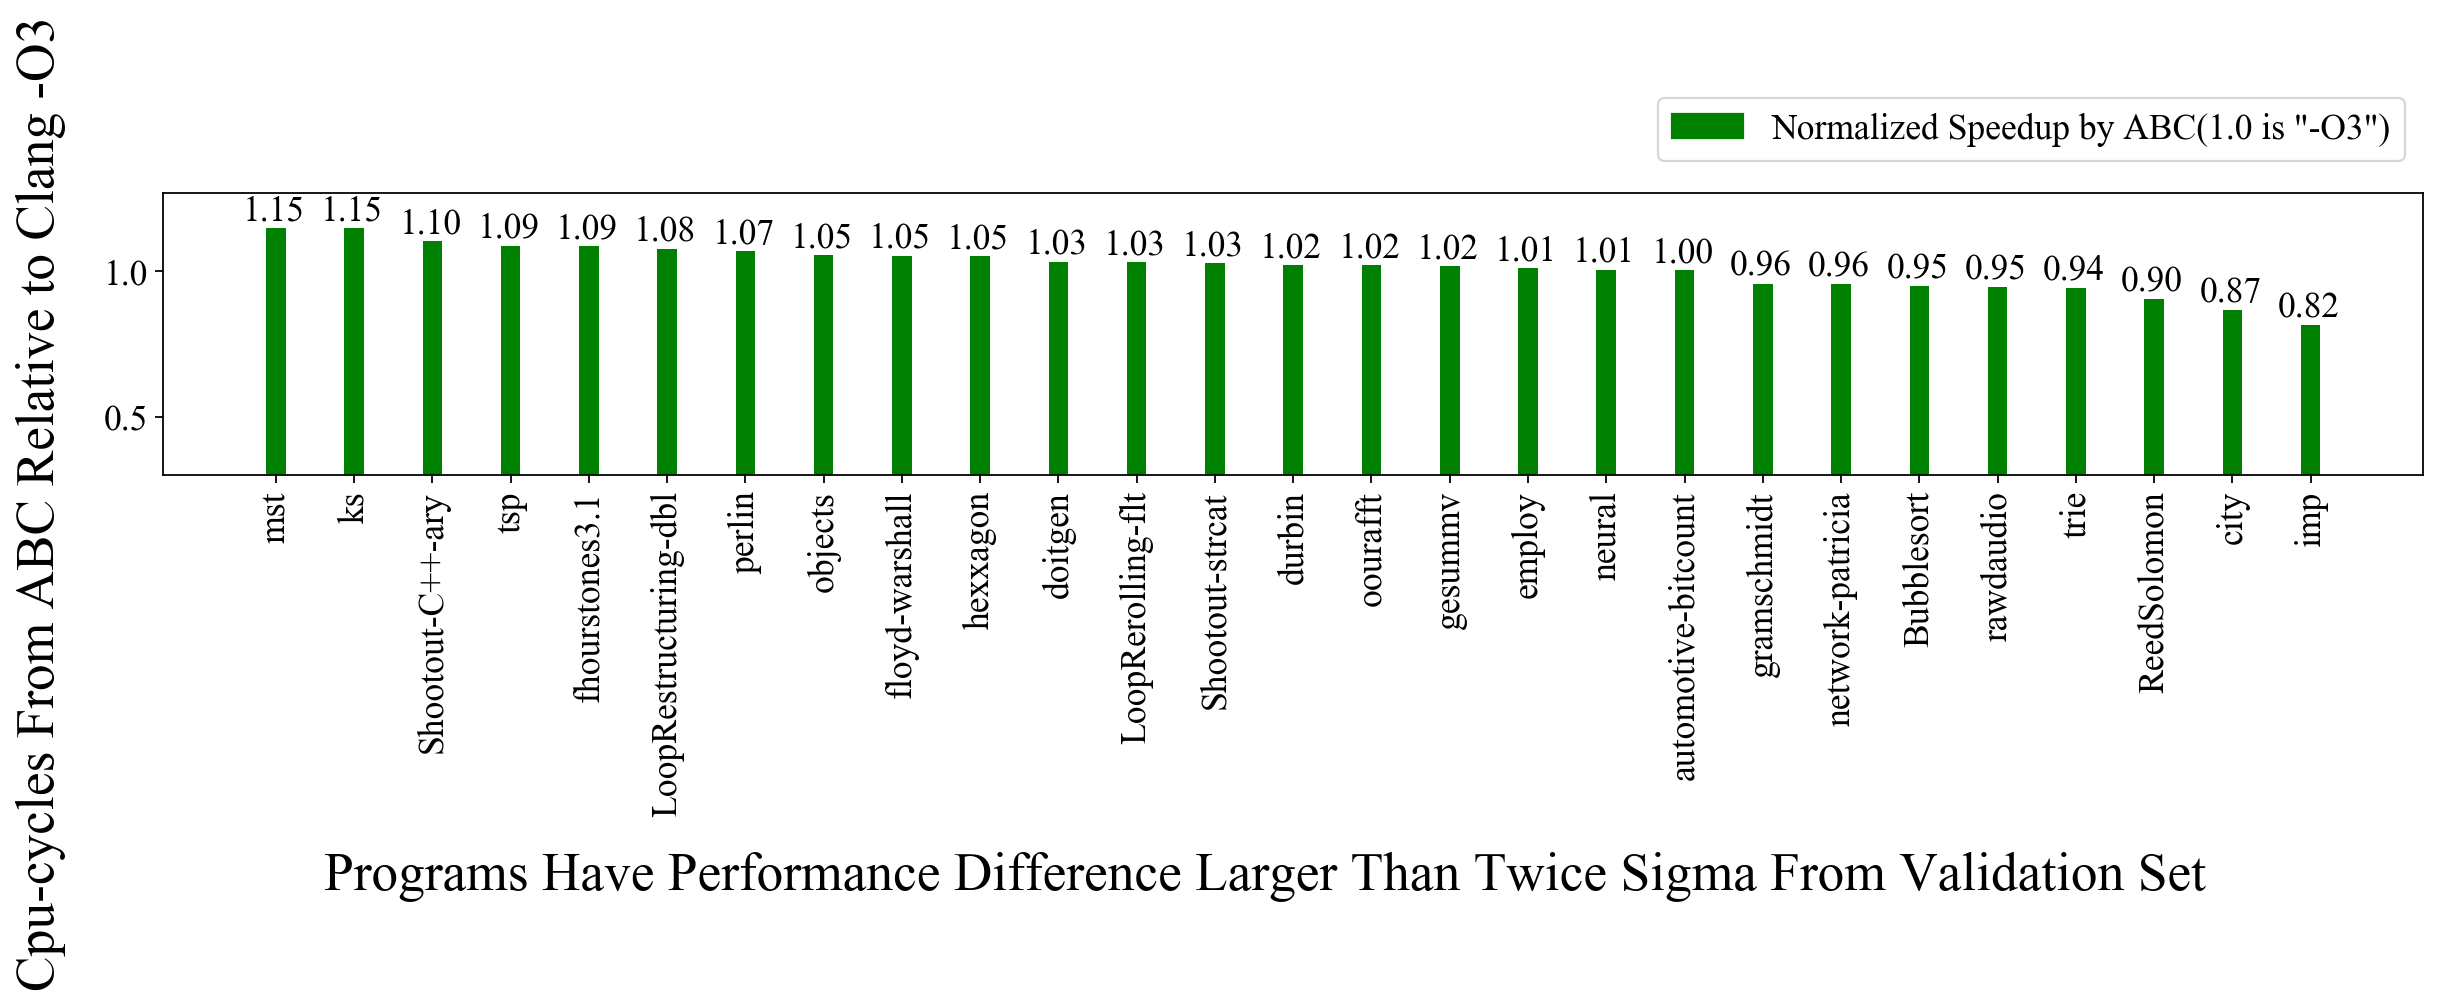 Cpu-cycles From ABC Relative to Clang -O3
Normalized Speedup by ABC(1.0 is "-O3")
1.15 1.15 1.10 1.09 1.09 1.08 1.07 1.05 1.05 1.05 1.03 1.03 1.03 1.02 1.02 1.02 1.01 1.01 1.00 0.96 0.96 0.95 0.95 0.94 0.90 0.87 0.82
1.0
0.5
mst
ks
Shootout-C++-ary
tsp
fhourstones3.1
LoopRestructuring-dbl
perlin
objects
floyd-warshall
hexxagon
doitgen
LoopRerolling-flt
Shootout-strcat
durbin
oourafft
gesummv
employ
neural
automotive-bitcount
gramschmidt
network-patricia
Bubblesort
rawdaudio
trie
ReedSolomon
city
imp
Programs Have Performance Difference Larger Than Twice Sigma From Validation Set